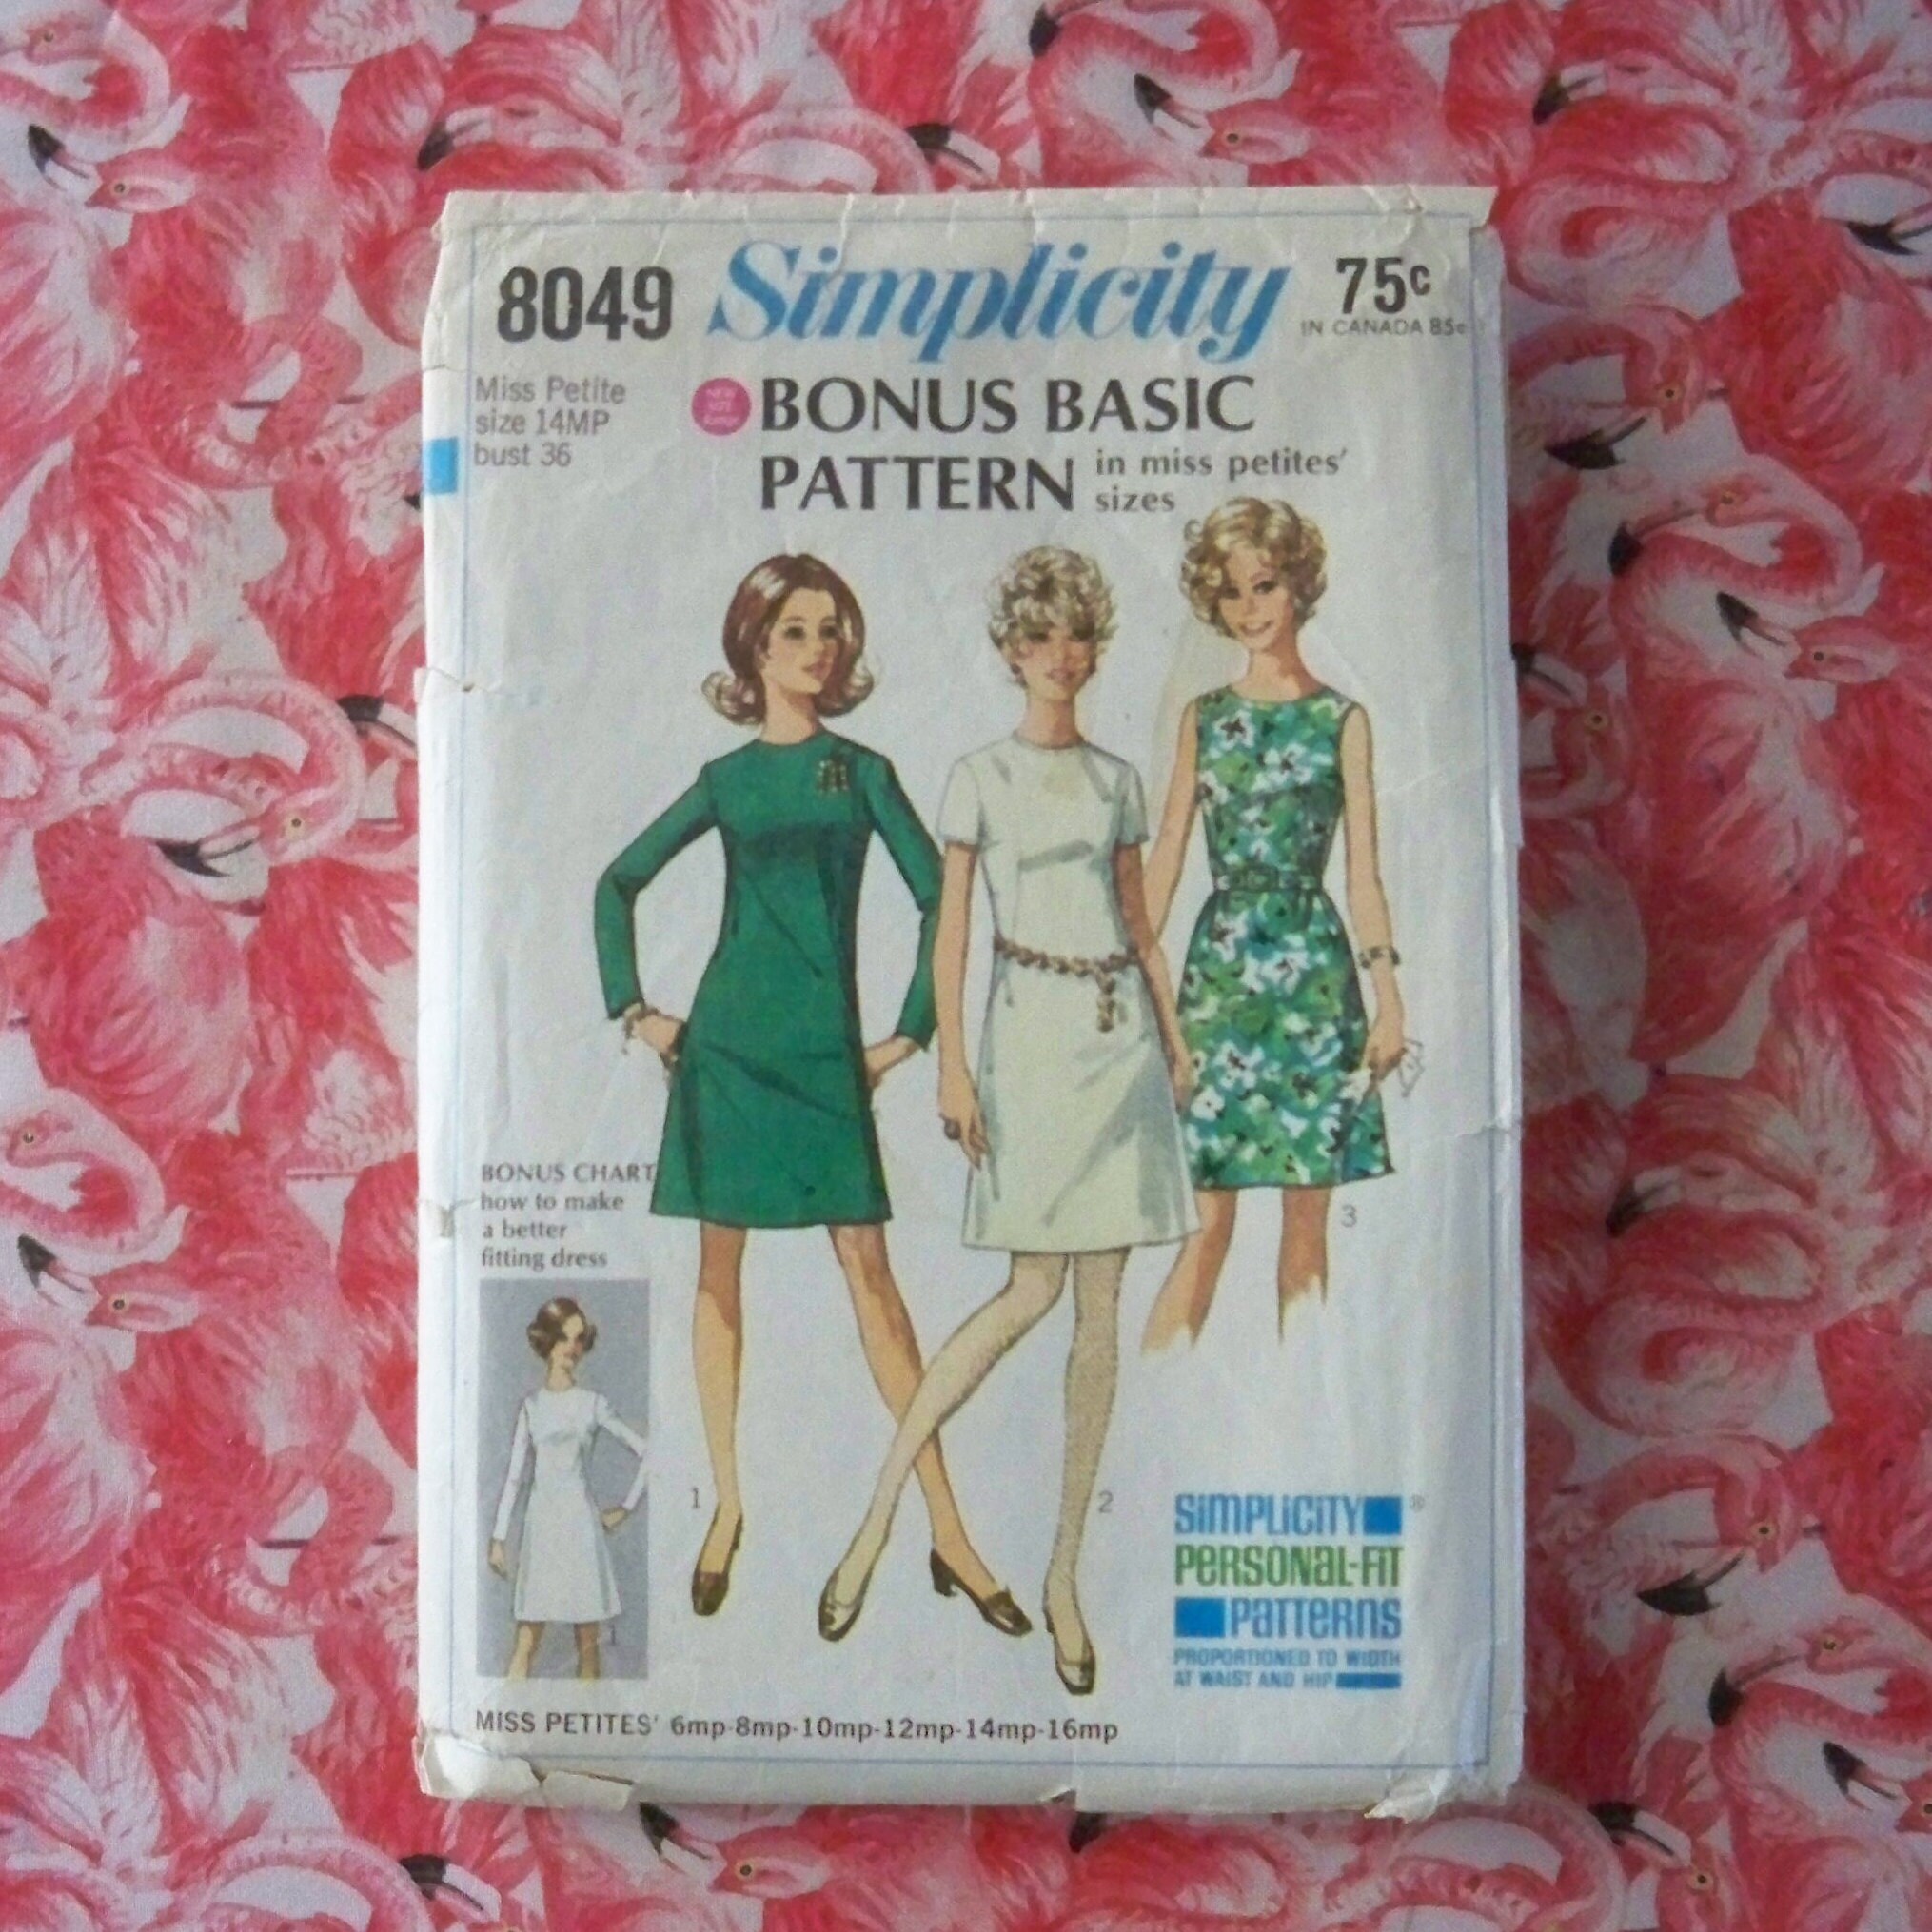 8049
Simplicity
75c
IN CANADA 85c
Miss Petite
size 14MP
bust 36
BONUS BASIC
PATTERN
in miss petites'
sizes
BONUS CHART
how to make
a better
fitting dress
1
2
3
1
SIMPLICITY ®
PERSONAL-FIT
PATTERNS
PROPORTIONED TO WIDTH
AT WAIST AND HIP
MISS PETITES' 6mp-8mp-10mp-12mp-14mp-16mp